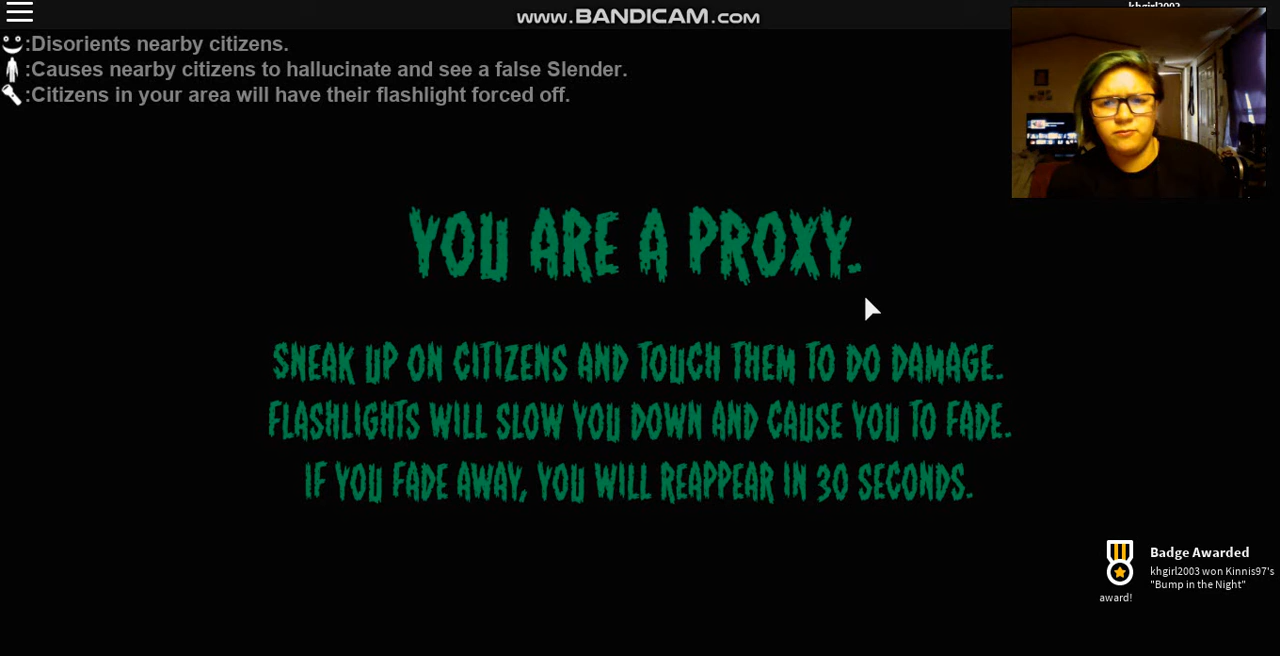 www.BANDICAM.com
khgirl2003
:Disorients nearby citizens.
:Causes nearby citizens to hallucinate and see a false Slender.
:Citizens in your area will have their flashlight forced off.
YOU ARE A PROXY.
SNEAK UP ON CITIZENS AND TOUCH THEM TO DO DAMAGE.
FLASHLIGHTS WILL SLOW YOU DOWN AND CAUSE YOU TO FADE.
IF YOU FADE AWAY, YOU WILL REAPPEAR IN 30 SECONDS.
Badge Awarded
khgirl2003 won Kinnis97's
"Bump in the Night"
award!